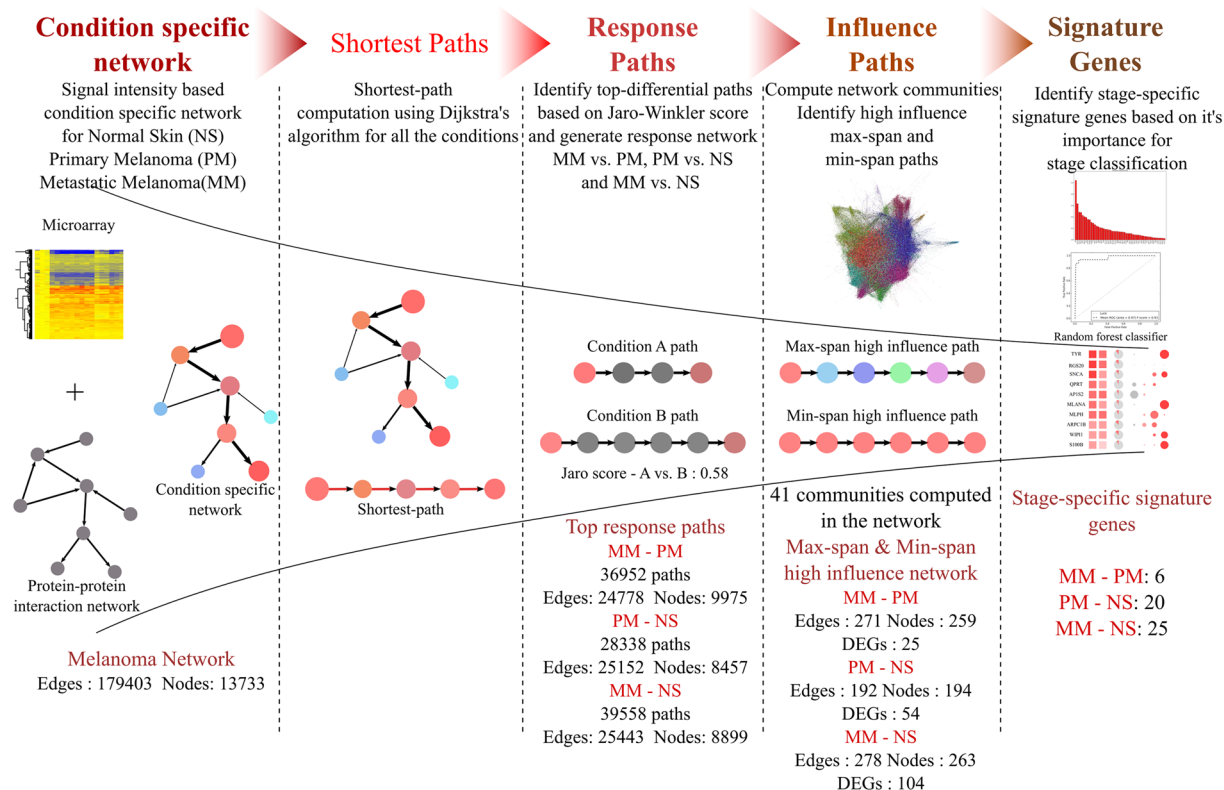 Condition specific
network
Signal intensity based
condition specific network
for Normal Skin (NS)
Primary Melanoma (PM)
Metastatic Melanoma(MM)
Microarray
+
Condition specific
network
Protein-protein
interaction network
Melanoma Network
Edges : 179403 Nodes: 13733
Shortest Paths
Shortest-path
computation using Dijkstra's
algorithm for all the conditions
Shortest-path
Response
Paths
Identify top-differential paths
based on Jaro-Winkler score
and generate response network
MM vs. PM, PM vs. NS
and MM vs. NS
Condition A path
Condition B path
Jaro score - A vs. B : 0.58
Top response paths
MM - PM
36952 paths
Edges: 24778 Nodes: 9975
PM - NS
28338 paths
Edges: 25152 Nodes: 8457
MM - NS
39558 paths
Edges: 25443 Nodes: 8899
Influence
Paths
Compute network communities
Identify high influence
max-span and
min-span paths
Max-span high influence path
Min-span high influence path
41 communities computed
in the network
Max-span & Min-span
high influence network
MM - PM
Edges : 271 Nodes : 259
DEGs : 25
PM - NS
Edges : 192 Nodes : 194
DEGs : 54
MM - NS
Edges : 278 Nodes : 263
DEGs : 104
Signature
Genes
Identify stage-specific
signature genes based on it's
importance for
stage classification
Random forest classifier
TYR
RGS20
SNCA
QPRT
AP1S2
MLANA
MLPH
ARPC1B
WIPI1
S100B
Stage-specific signature
genes
MM - PM: 6
PM - NS: 20
MM - NS: 25